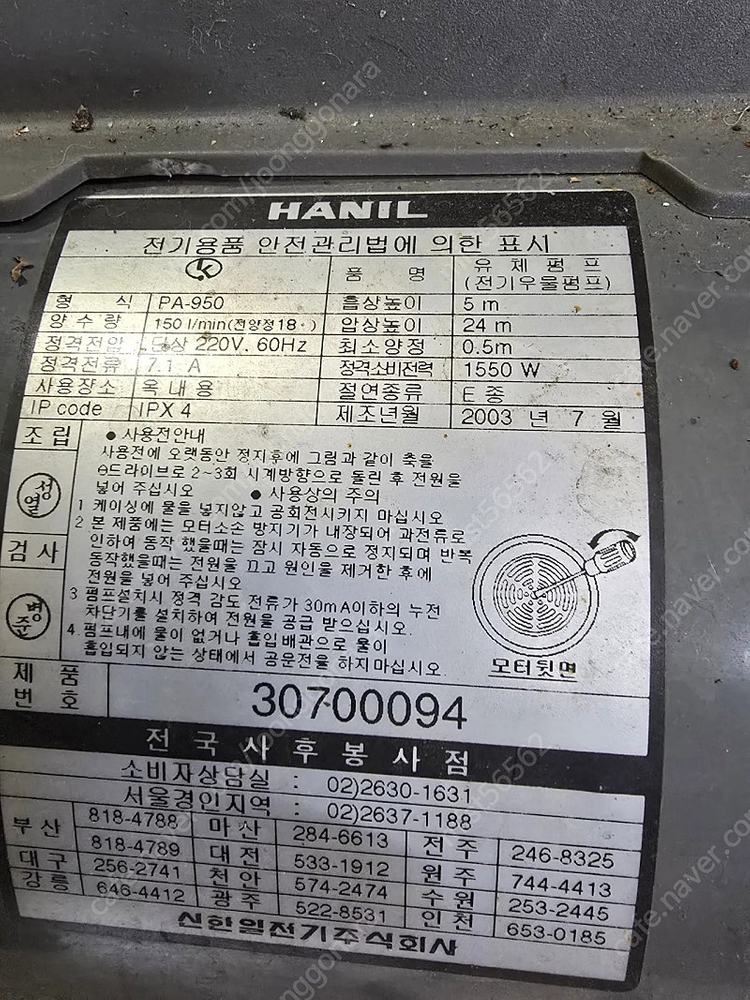 HANIL
전기용품 안전관리법에 의한 표시
품 명 유체펌프 (전기우물펌프)
형 식 PA-950 흡상높이 5 m
양 수 량 150 l/min(전양정18 압상높이 24 m
정격전압 단상 220V, 60Hz 최소양정 0.5m
정격전류 7.1 A 정격소비전력 1550 W
사용장소 옥내용 절연종류 E 종
IP code IPX 4 제조년월 2003 년 7 월
조립
성열
검사
병준
● 사용전안내
사용전에 오랫동안 정지후에 그림과 같이 축을
⊖드라이브로 2~3회 시계방향으로 돌린 후 전원을
넣어 주십시오
● 사용상의 주의
1 케이싱에 물을 넣지않고 공회전시키지 마십시오
2 본 제품에는 모터소손 방지기가 내장되어 과전류로
인하여 동작 했을때는 잠시 자동으로 정지되며 반복
동작했을때는 전원을 끄고 원인을 제거한 후에
전원을 넣어 주십시오
3 펌프설치시 정격 감도 전류가 30mA이하의 누전
차단기를 설치하여 전원을 공급 받으십시오.
4. 펌프내에 물이 없거나 흡입배관으로 물이
흡입되지 않는 상태에서 공운전을 하지마십시오.
모터뒷면
제품번호 30700094
전국사후봉사점
소비자상담실 : 02)2630-1631
서울경인지역 : 02)2637-1188
부산 818-4788 마산 284-6613 전주 246-8325
818-4789 대전 533-1912 원주 744-4413
대구 256-2741 천안 574-2474 수원 253-2445
강릉 646-4412 광주 522-8531 인천 653-0185
신한일전기주식회사